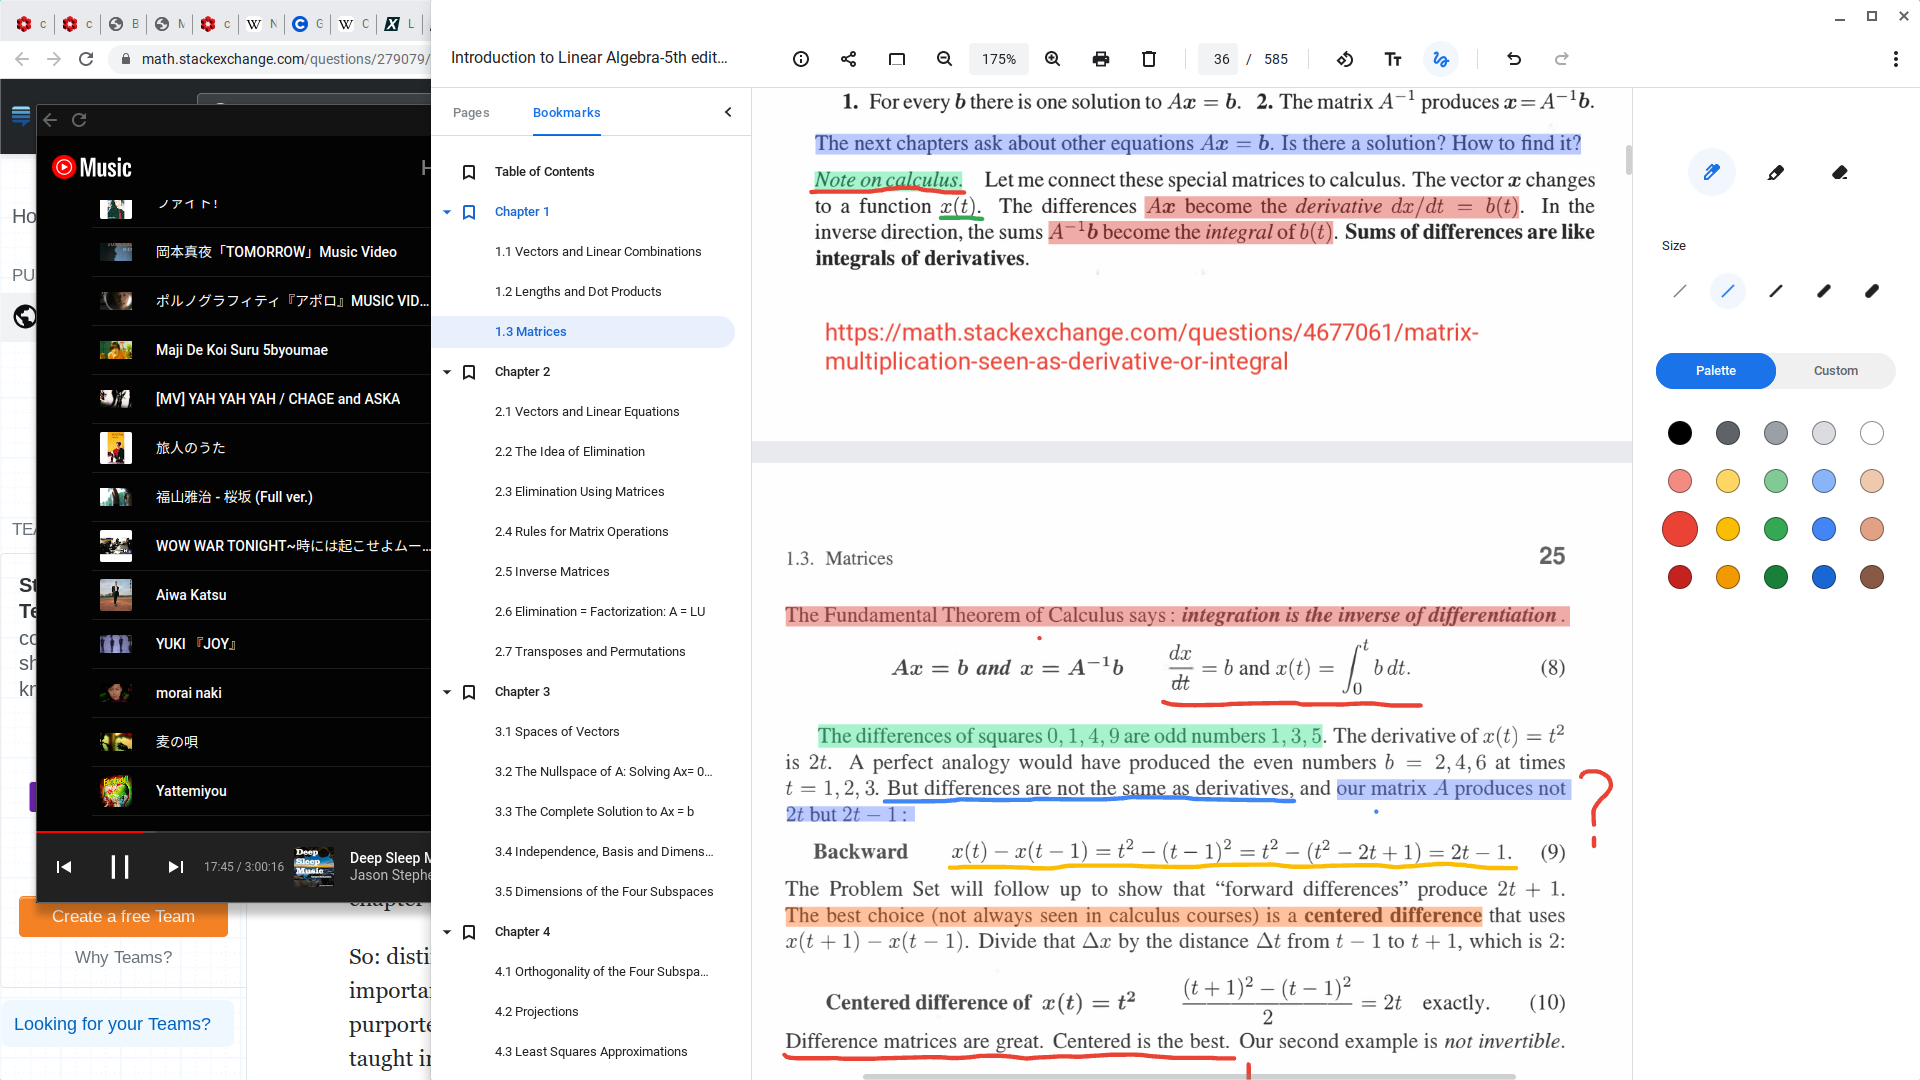 c
c
B
M
c
N
G
C
L
math.stackexchange.com/questions/279079/
Ho
PU
TEA
St
Te
co
sh
kn
Music
H
ファイト!
岡本真夜「TOMORROW」Music Video
ポルノグラフィティ『アポロ』MUSIC VID...
Maji De Koi Suru 5byoumae
[MV] YAH YAH YAH / CHAGE and ASKA
旅人のうた
福山雅治 - 桜坂 (Full ver.)
WOW WAR TONIGHT~時には起こせよムー...
Aiwa Katsu
YUKI 『JOY』
morai naki
麦の唄
Yattemiyou
17:45 / 3:00:16
Deep Sleep Music
Deep Sleep M
Jason Stephe
Create a free Team
Why Teams?
Looking for your Teams?
So: disti
importa
purporte
taught i
Introduction to Linear Algebra-5th edit...
175%
36 / 585
Pages
Bookmarks
Table of Contents
Chapter 1
1.1 Vectors and Linear Combinations
1.2 Lengths and Dot Products
1.3 Matrices
Chapter 2
2.1 Vectors and Linear Equations
2.2 The Idea of Elimination
2.3 Elimination Using Matrices
2.4 Rules for Matrix Operations
2.5 Inverse Matrices
2.6 Elimination = Factorization: A = LU
2.7 Transposes and Permutations
Chapter 3
3.1 Spaces of Vectors
3.2 The Nullspace of A: Solving Ax= 0...
3.3 The Complete Solution to Ax = b
3.4 Independence, Basis and Dimens...
3.5 Dimensions of the Four Subspaces
Chapter 4
4.1 Orthogonality of the Four Subspa...
4.2 Projections
4.3 Least Squares Approximations
1. For every b there is one solution to Ax = b. 2. The matrix A⁻¹ produces x = A⁻¹b.
The next chapters ask about other equations Ax = b. Is there a solution? How to find it?
Note on calculus. Let me connect these special matrices to calculus. The vector x changes
to a function x(t). The differences Ax become the derivative dx/dt = b(t). In the
inverse direction, the sums A⁻¹b become the integral of b(t). Sums of differences are like
integrals of derivatives.
https://math.stackexchange.com/questions/4677061/matrix-
multiplication-seen-as-derivative-or-integral
1.3. Matrices 25
The Fundamental Theorem of Calculus says : integration is the inverse of differentiation .
Ax = b and x = A⁻¹b dx/dt = b and x(t) = ∫₀ᵗ b dt. (8)
The differences of squares 0, 1, 4, 9 are odd numbers 1, 3, 5. The derivative of x(t) = t²
is 2t. A perfect analogy would have produced the even numbers b = 2, 4, 6 at times
t = 1, 2, 3. But differences are not the same as derivatives, and our matrix A produces not
2t but 2t − 1 :
?
Backward x(t) − x(t − 1) = t² − (t − 1)² = t² − (t² − 2t + 1) = 2t − 1. (9)
The Problem Set will follow up to show that “forward differences” produce 2t + 1.
The best choice (not always seen in calculus courses) is a centered difference that uses
x(t + 1) − x(t − 1). Divide that Δx by the distance Δt from t − 1 to t + 1, which is 2:
Centered difference of x(t) = t² ((t + 1)² − (t − 1)²)/2 = 2t exactly. (10)
Difference matrices are great. Centered is the best. Our second example is not invertible.
Size
Palette
Custom